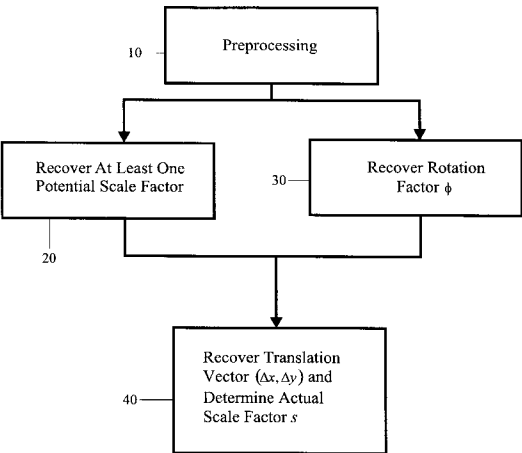 Preprocessing
10
Recover At Least One
Potential Scale Factor
20
Recover Rotation
Factor ϕ
30
Recover Translation
Vector (Δx, Δy) and
Determine Actual
Scale Factor s
40